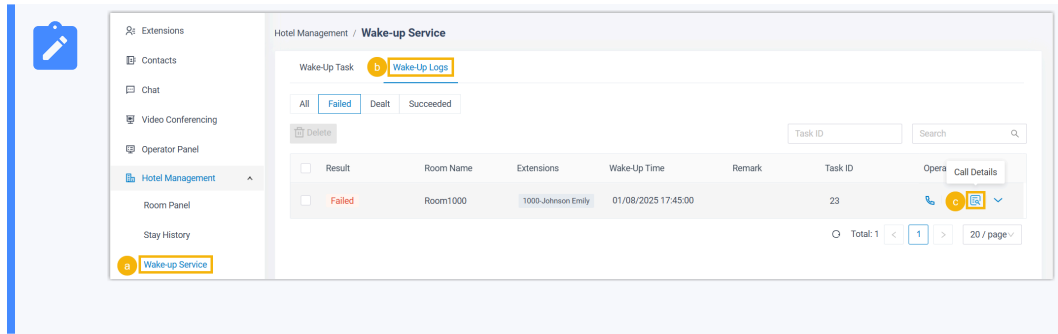 Extensions
Contacts
Chat
Video Conferencing
Operator Panel
Hotel Management
Room Panel
Stay History
a Wake-up Service
Hotel Management / Wake-up Service
Wake-Up Task b Wake-Up Logs
All Failed Dealt Succeeded
Delete Task ID Search
Result Room Name Extensions Wake-Up Time Remark Task ID Opera
Call Details
Failed Room1000 1000-Johnson Emily 01/08/2025 17:45:00 23 c
Total: 1 < 1 > 20 / page